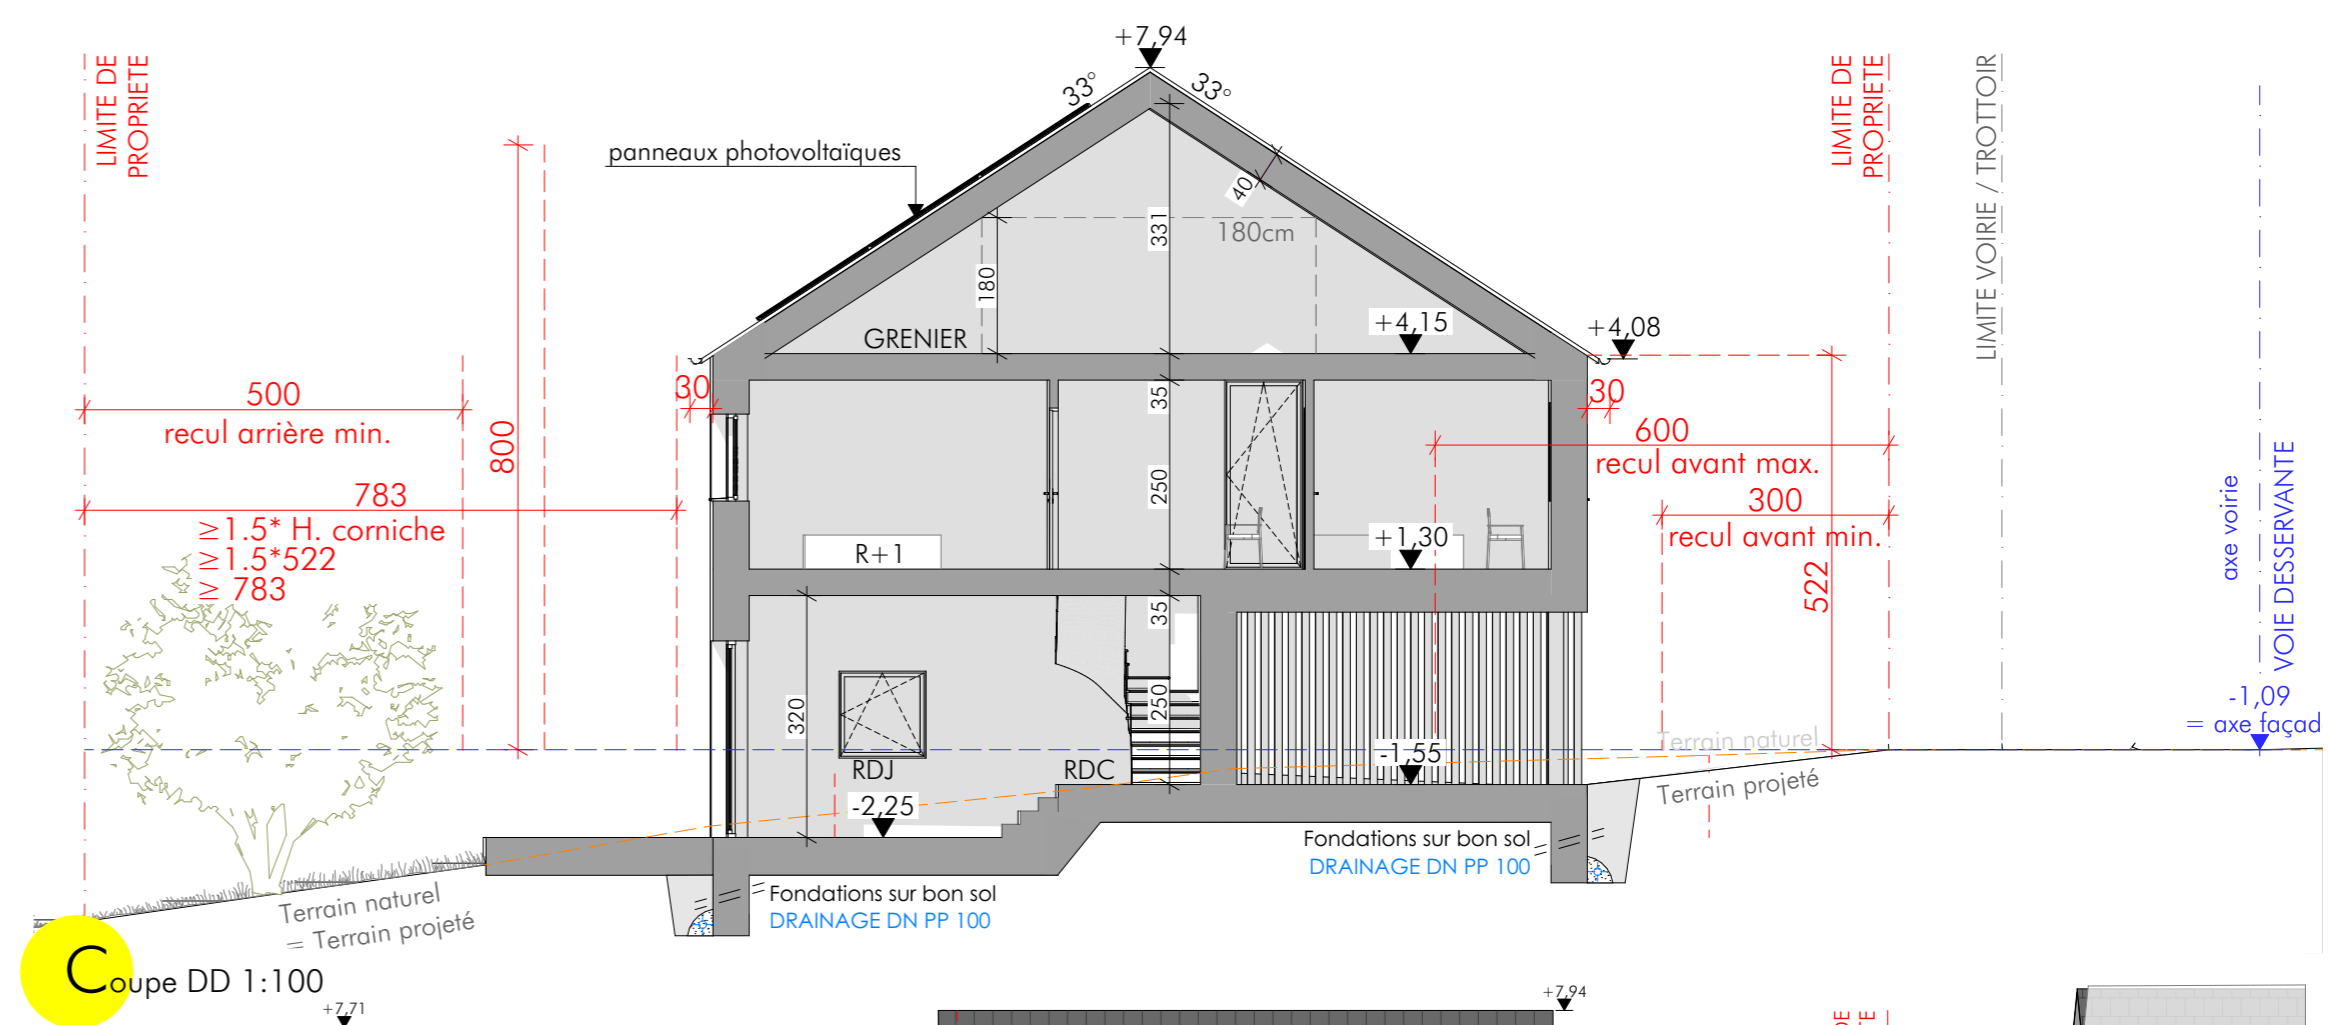 +7,94
33°
33°
LIMITE DE
PROPRIETE
LIMITE DE
PROPRIETE
LIMITE VOIRIE / TROTTOIR
panneaux photovoltaïques
40
331
180cm
180
GRENIER
+4,15
+4,08
500
recul arrière min.
30
35
30
800
600
recul avant max.
783
≥1.5* H. corniche
≥1.5*522
≥ 783
250
300
recul avant min.
axe voirie
VOIE DESSERVANTE
R+1
+1,30
522
35
320
250
-1,09
= axe façad
Terrain naturel
RDJ
RDC
-1,55
Terrain projeté
-2,25
Fondations sur bon sol
DRAINAGE DN PP 100
Fondations sur bon sol
DRAINAGE DN PP 100
Terrain naturel
= Terrain projeté
Coupe DD 1:100
+7,71
+7,94